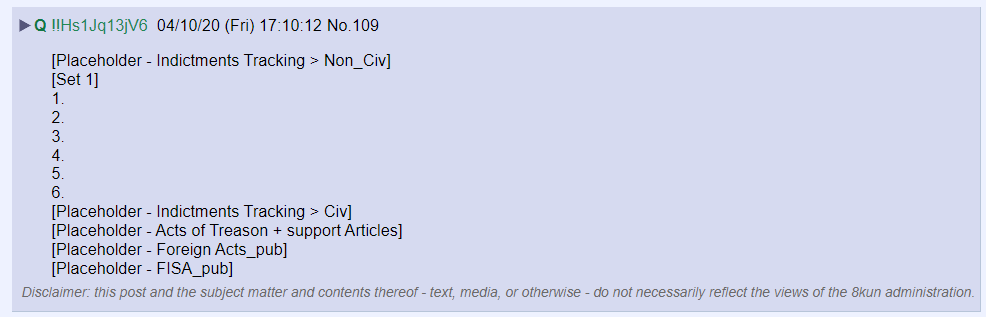 ▶Q !!Hs1Jq13jV6 04/10/20 (Fri) 17:10:12 No.109
[Placeholder - Indictments Tracking > Non_Civ]
[Set 1]
1.
2.
3.
4.
5.
6.
[Placeholder - Indictments Tracking > Civ]
[Placeholder - Acts of Treason + support Articles]
[Placeholder - Foreign Acts_pub]
[Placeholder - FISA_pub]
Disclaimer: this post and the subject matter and contents thereof - text, media, or otherwise - do not necessarily reflect the views of the 8kun administration.